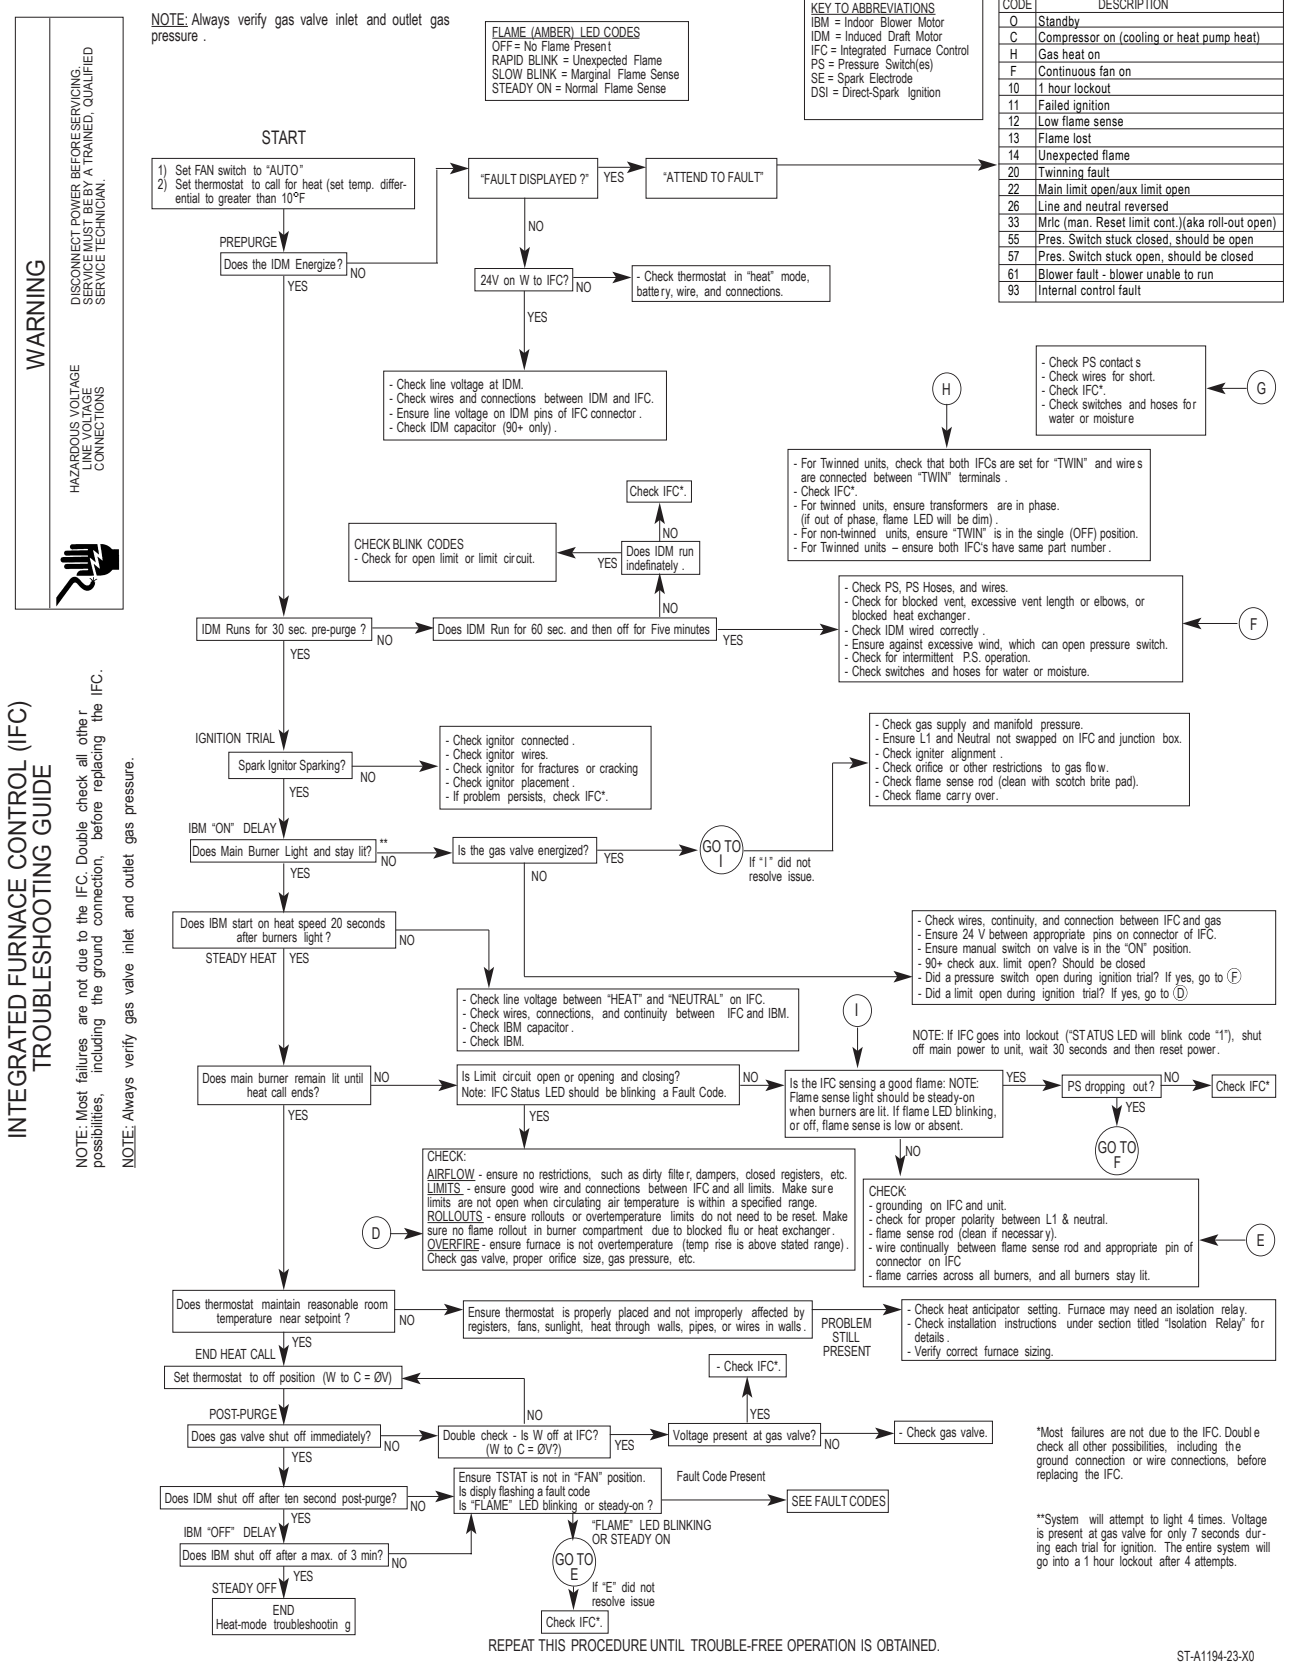 INTEGRATED FURNACE CONTROL (IFC)
TROUBLESHOOTING GUIDE
NOTE: Most failures are not due to the IFC. Double check all other
possibilities, including the ground connection, before replacing the IFC.
NOTE: Always verify gas valve inlet and outlet gas pressure.
WARNING
HAZARDOUS VOLTAGE
LINE VOLTAGE
CONNECTIONS
DISCONNECT POWER BEFORE SERVICING.
SERVICE MUST BE BY A TRAINED, QUALIFIED
SERVICE TECHNICIAN.
NOTE: Always verify gas valve inlet and outlet gas
pressure .
FLAME (AMBER) LED CODES
OFF = No Flame Present
RAPID BLINK = Unexpected Flame
SLOW BLINK = Marginal Flame Sense
STEADY ON = Normal Flame Sense
KEY TO ABBREVIATIONS
IBM = Indoor Blower Motor
IDM = Induced Draft Motor
IFC = Integrated Furnace Control
PS = Pressure Switch(es)
SE = Spark Electrode
DSI = Direct-Spark Ignition
CODE DESCRIPTION
O Standby
C Compressor on (cooling or heat pump heat)
H Gas heat on
F Continuous fan on
10 1 hour lockout
11 Failed ignition
12 Low flame sense
13 Flame lost
14 Unexpected flame
20 Twinning fault
22 Main limit open/aux limit open
26 Line and neutral reversed
33 Mrlc (man. Reset limit cont.)(aka roll-out open)
55 Pres. Switch stuck closed, should be open
57 Pres. Switch stuck open, should be closed
61 Blower fault - blower unable to run
93 Internal control fault
START
1) Set FAN switch to “AUTO”
2) Set thermostat to call for heat (set temp. differ-
ential to greater than 10°F
PREPURGE
Does the IDM Energize?
NO
YES
“FAULT DISPLAYED ?”
YES
“ATTEND TO FAULT”
NO
24V on W to IFC?
NO
- Check thermostat in “heat” mode,
battery, wire, and connections.
YES
- Check line voltage at IDM.
- Check wires and connections between IDM and IFC.
- Ensure line voltage on IDM pins of IFC connector .
- Check IDM capacitor (90+ only) .
- Check PS contact s
- Check wires for short.
- Check IFC*.
- Check switches and hoses for
water or moisture
G
H
- For Twinned units, check that both IFCs are set for “TWIN” and wires
are connected between “TWIN” terminals .
- Check IFC*.
- For twinned units, ensure transformers are in phase.
(if out of phase, flame LED will be dim) .
- For non-twinned units, ensure “TWIN” is in the single (OFF) position.
- For Twinned units – ensure both IFC's have same part number .
Check IFC*.
NO
CHECK BLINK CODES
- Check for open limit or limit circuit.
YES
Does IDM run
indefinately .
NO
IDM Runs for 30 sec. pre-purge ?
NO
Does IDM Run for 60 sec. and then off for Five minutes
YES
- Check PS, PS Hoses, and wires.
- Check for blocked vent, excessive vent length or elbows, or
blocked heat exchanger.
- Check IDM wired correctly .
- Ensure against excessive wind, which can open pressure switch.
- Check for intermittent P.S. operation.
- Check switches and hoses for water or moisture.
F
YES
IGNITION TRIAL
Spark Ignitor Sparking?
NO
- Check ignitor connected .
- Check ignitor wires.
- Check ignitor for fractures or cracking
- Check ignitor placement .
- If problem persists, check IFC*.
- Check gas supply and manifold pressure.
- Ensure L1 and Neutral not swapped on IFC and junction box.
- Check igniter alignment .
- Check orifice or other restrictions to gas flow.
- Check flame sense rod (clean with scotch brite pad).
- Check flame carry over.
YES
IBM “ON” DELAY
Does Main Burner Light and stay lit?
**
NO
Is the gas valve energized?
YES
GO TO
I
If “I” did not
resolve issue.
YES
NO
Does IBM start on heat speed 20 seconds
after burners light ?
NO
- Check wires, continuity, and connection between IFC and gas
- Ensure 24 V between appropriate pins on connector of IFC.
- Ensure manual switch on valve is in the “ON” position.
- 90+ check aux. limit open? Should be closed
- Did a pressure switch open during ignition trial? If yes, go to F
- Did a limit open during ignition trial? If yes, go to D
STEADY HEAT
YES
- Check line voltage between “HEAT” and “NEUTRAL” on IFC.
- Check wires, connections, and continuity between IFC and IBM.
- Check IBM capacitor .
- Check IBM.
I
NOTE: If IFC goes into lockout (“STATUS LED will blink code “1”), shut
off main power to unit, wait 30 seconds and then reset power.
Does main burner remain lit until
heat call ends?
NO
Is Limit circuit open or opening and closing?
Note: IFC Status LED should be blinking a Fault Code.
NO
Is the IFC sensing a good flame: NOTE:
Flame sense light should be steady-on
when burners are lit. If flame LED blinking,
or off, flame sense is low or absent.
YES
PS dropping out?
NO
Check IFC*
YES
GO TO
F
YES
YES
NO
D
CHECK:
AIRFLOW - ensure no restrictions, such as dirty filter, dampers, closed registers, etc.
LIMITS - ensure good wire and connections between IFC and all limits. Make sure
limits are not open when circulating air temperature is within a specified range.
ROLLOUTS - ensure rollouts or overtemperature limits do not need to be reset. Make
sure no flame rollout in burner compartment due to blocked flu or heat exchanger .
OVERFIRE - ensure furnace is not overtemperature (temp rise is above stated range) .
Check gas valve, proper orifice size, gas pressure, etc.
CHECK:
- grounding on IFC and unit.
- check for proper polarity between L1 & neutral.
- flame sense rod (clean if necessary).
- wire continually between flame sense rod and appropriate pin of
connector on IFC
- flame carries across all burners, and all burners stay lit.
E
Does thermostat maintain reasonable room
temperature near setpoint ?
NO
Ensure thermostat is properly placed and not improperly affected by
registers, fans, sunlight, heat through walls, pipes, or wires in walls .
PROBLEM
STILL
PRESENT
- Check heat anticipator setting. Furnace may need an isolation relay.
- Check installation instructions under section titled “Isolation Relay” for
details .
- Verify correct furnace sizing.
YES
END HEAT CALL
Set thermostat to off position (W to C = ØV)
- Check IFC*.
POST-PURGE
NO
YES
Does gas valve shut off immediately?
NO
Double check - Is W off at IFC?
(W to C = ØV?)
YES
Voltage present at gas valve?
NO
- Check gas valve.
YES
Does IDM shut off after ten second post-purge?
NO
Ensure TSTAT is not in “FAN” position.
Is disply flashing a fault code
Is “FLAME” LED blinking or steady-on ?
Fault Code Present
SEE FAULT CODES
YES
IBM “OFF” DELAY
Does IBM shut off after a max. of 3 min?
NO
“FLAME” LED BLINKING
OR STEADY ON
GO TO
E
If “E” did not
resolve issue
Check IFC*.
YES
STEADY OFF
END
Heat-mode troubleshootin g
*Most failures are not due to the IFC. Double
check all other possibilities, including the
ground connection or wire connections, before
replacing the IFC.
**System will attempt to light 4 times. Voltage
is present at gas valve for only 7 seconds dur-
ing each trial for ignition. The entire system will
go into a 1 hour lockout after 4 attempts.
REPEAT THIS PROCEDURE UNTIL TROUBLE-FREE OPERATION IS OBTAINED.
ST-A1194-23-X0